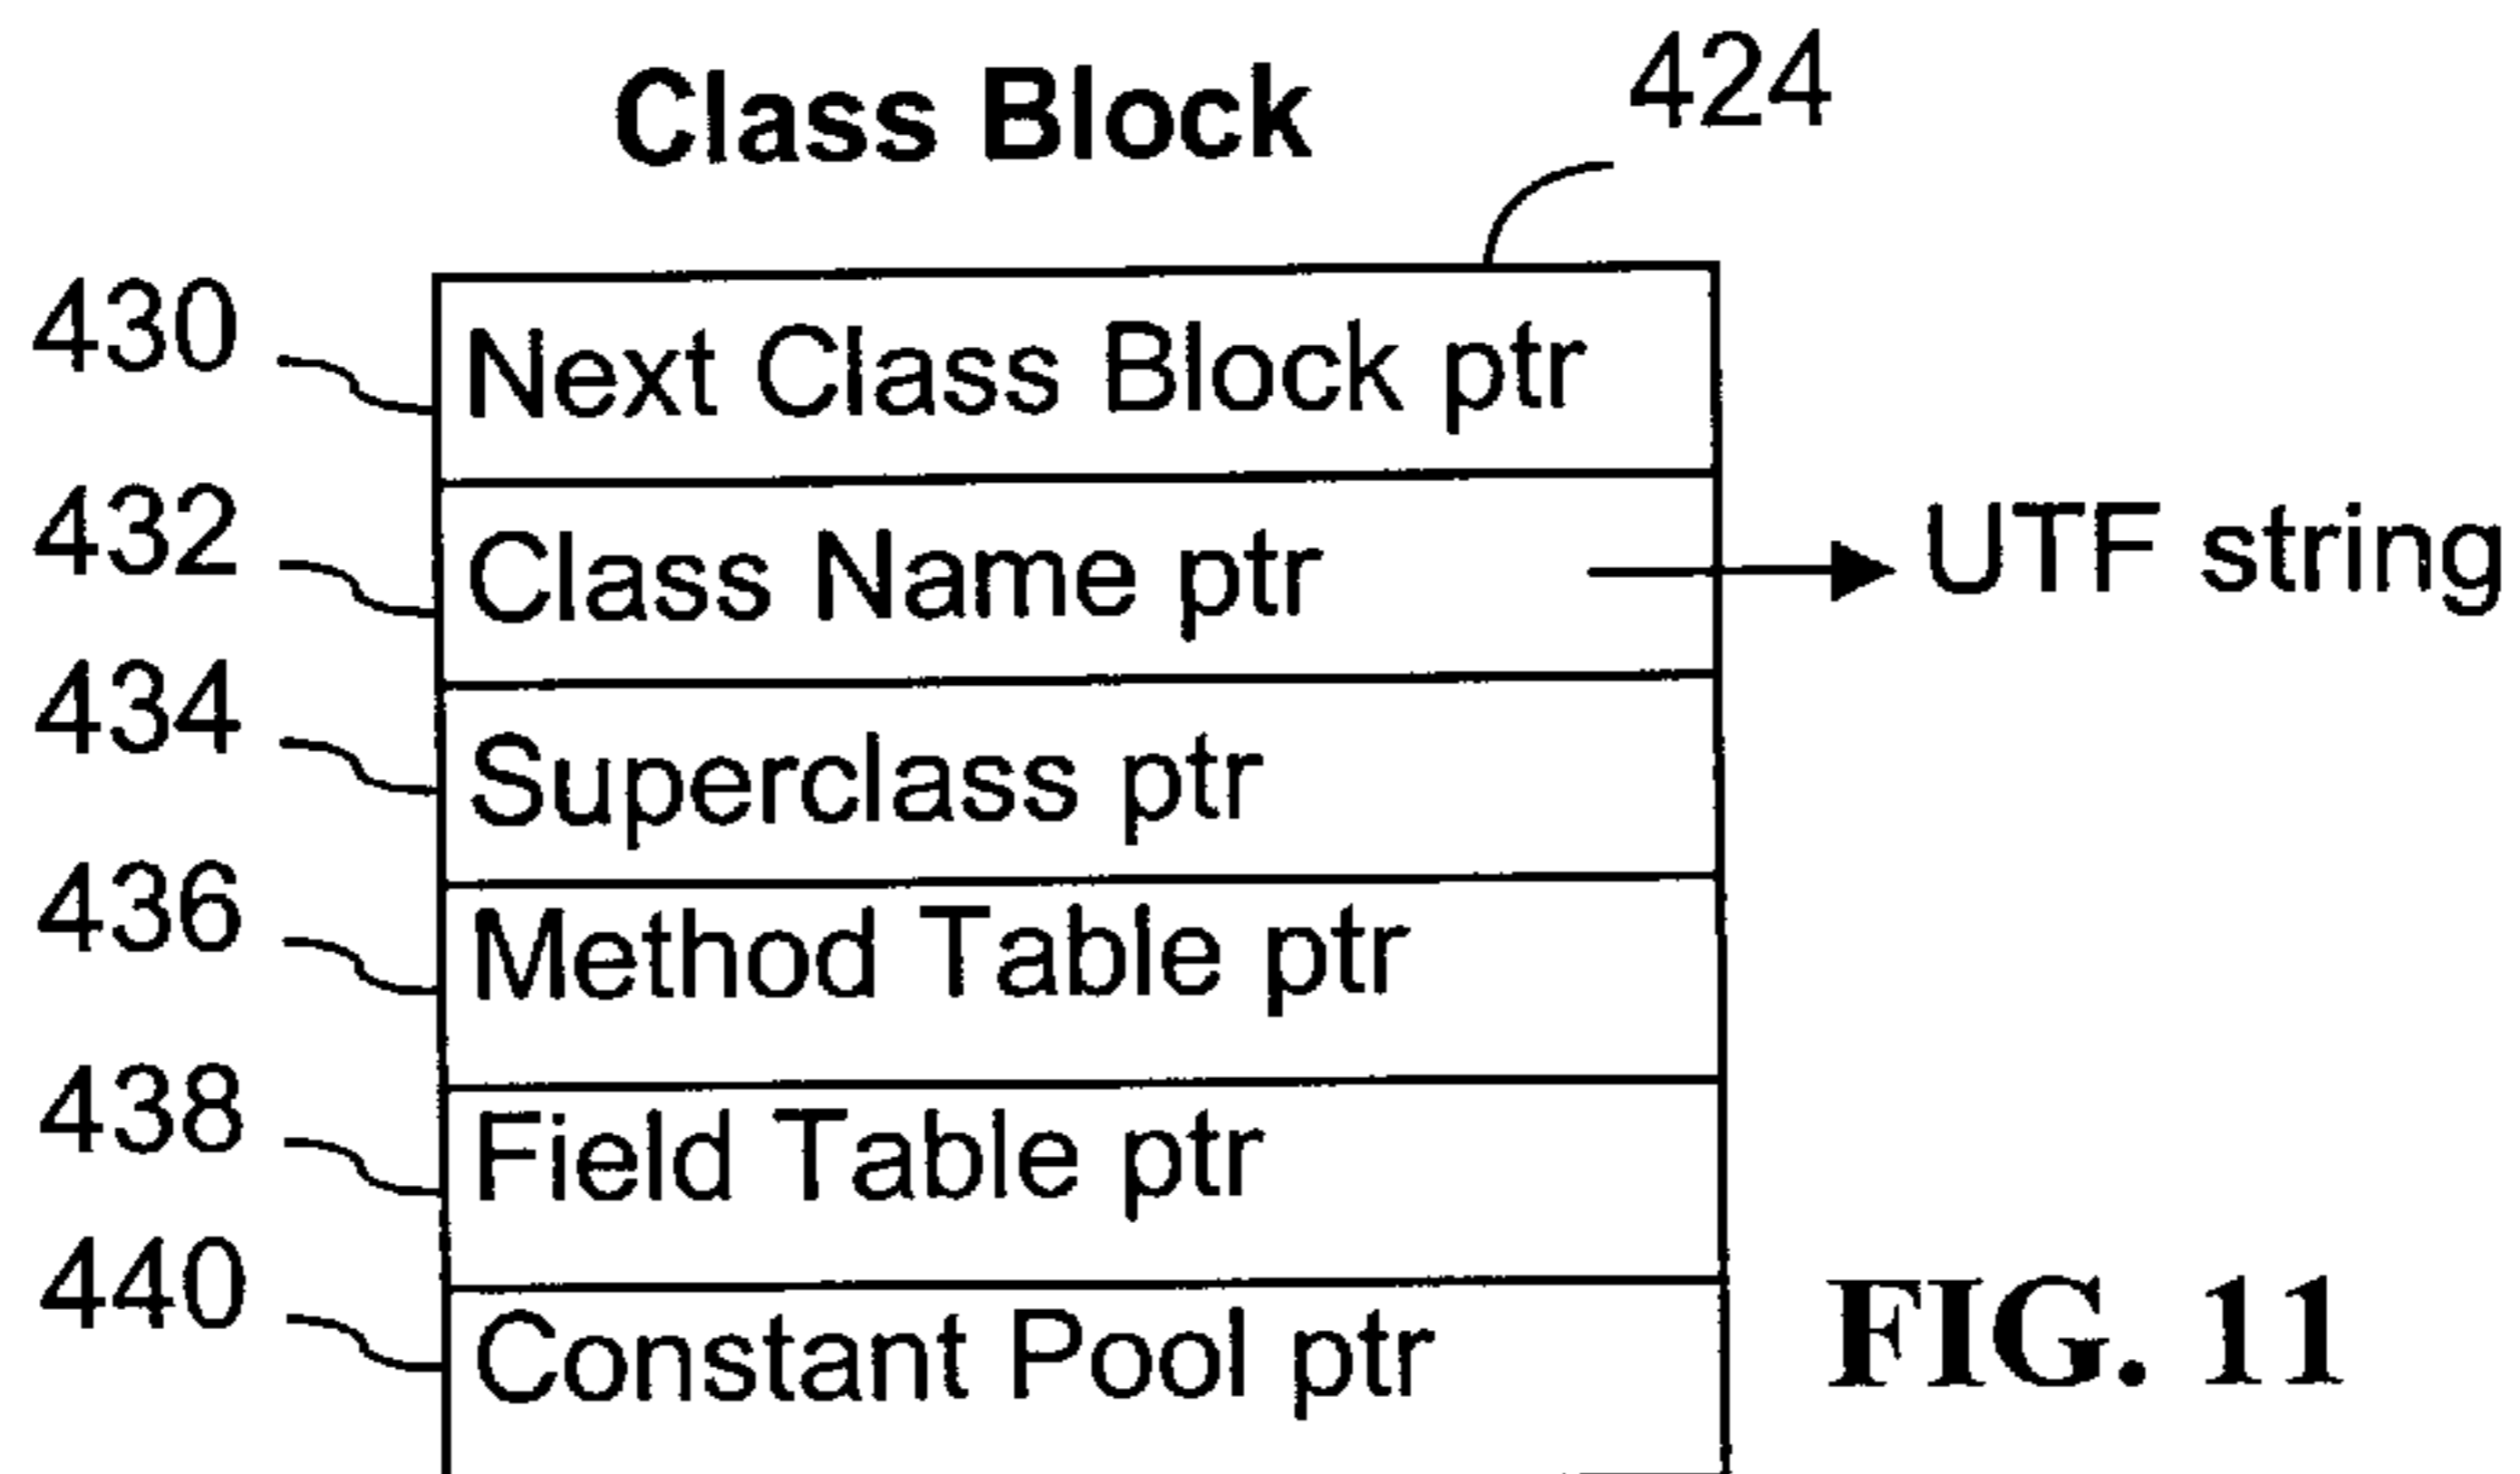 Class Block
424
430
Next Class Block ptr
432
Class Name ptr
UTF string
434
Superclass ptr
436
Method Table ptr
438
Field Table ptr
440
Constant Pool ptr
FIG. 11